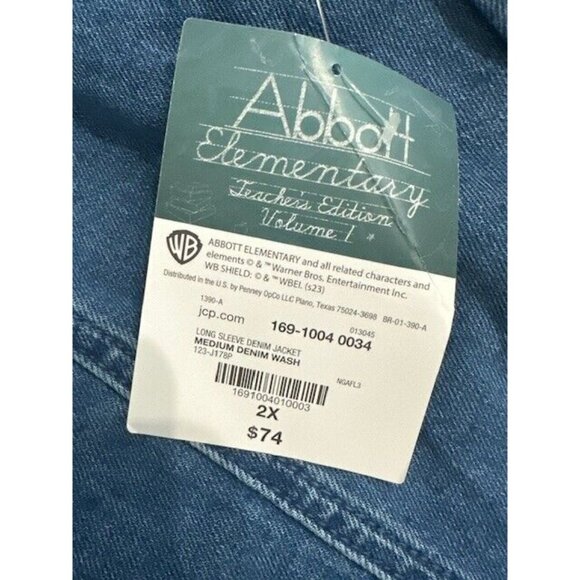 Abbott
Elementary
Teacher's Edition
Volume 1
WB
ABBOTT ELEMENTARY and all related characters and
elements © & ™ Warner Bros. Entertainment Inc.
WB SHIELD: © & ™ WBEI. (s23)
Distributed in the U.S. by Penney OpCo LLC Plano, Texas 75024-3698 BR-01-390-A
1390-A 013045
jcp.com 169-1004 0034
LONG SLEEVE DENIM JACKET
MEDIUM DENIM WASH
123-J178P NGAFL3
1691004010003
2X
$74